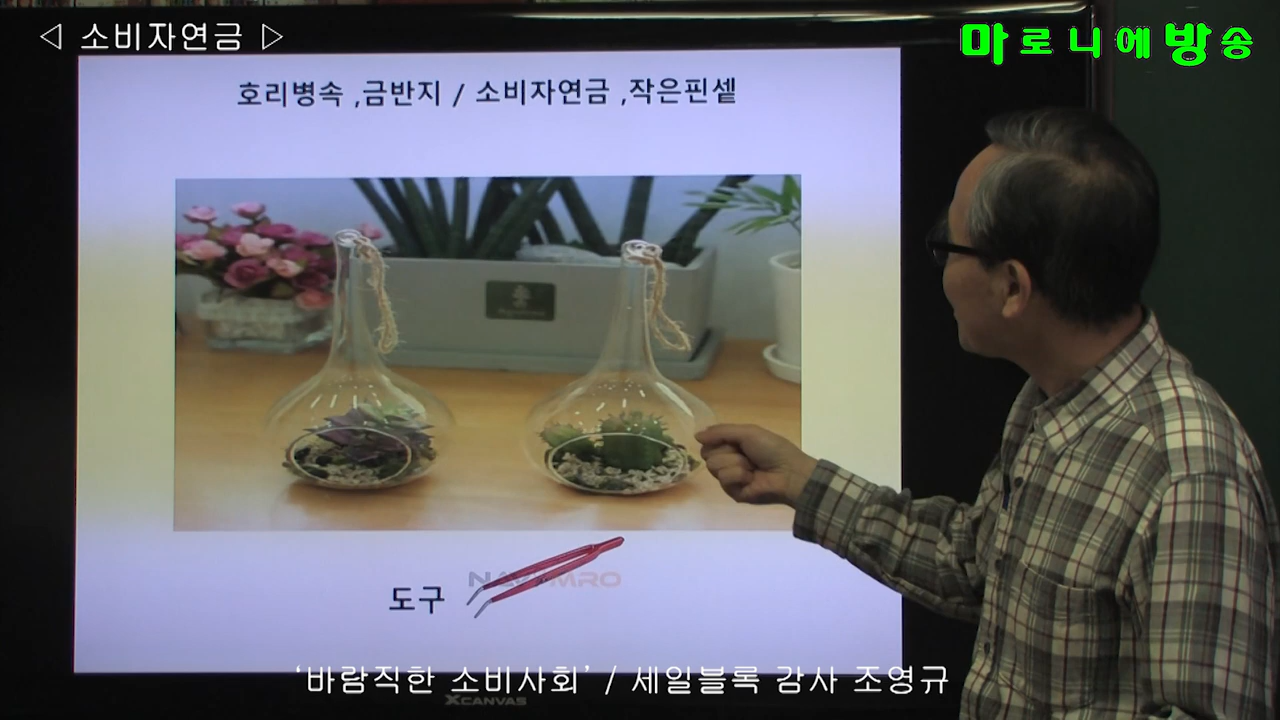 ◁ 소비자연금 ▷
마로니에방송
호리병속 ,금반지 / 소비자연금 ,작은핀셑
도구
NAVIMRO
‘바람직한 소비사회’ / 세일블록 감사 조영규
XCANVAS